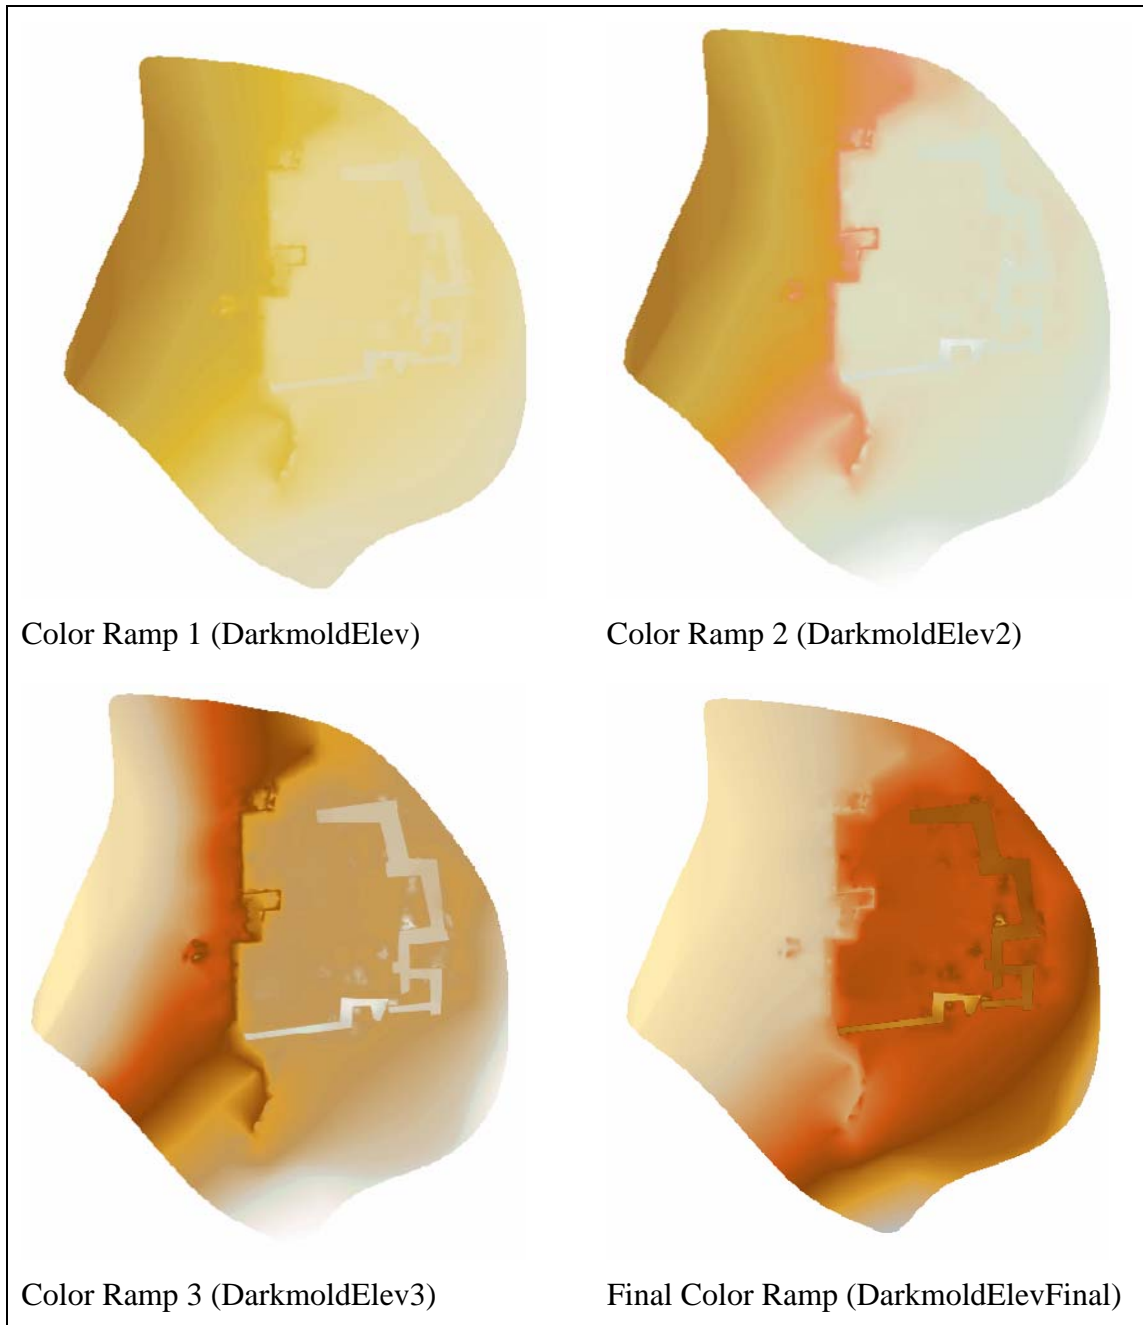 Color Ramp 1 (DarkmoldElev)
Color Ramp 2 (DarkmoldElev2)
Color Ramp 3 (DarkmoldElev3)
Final Color Ramp (DarkmoldElevFinal)